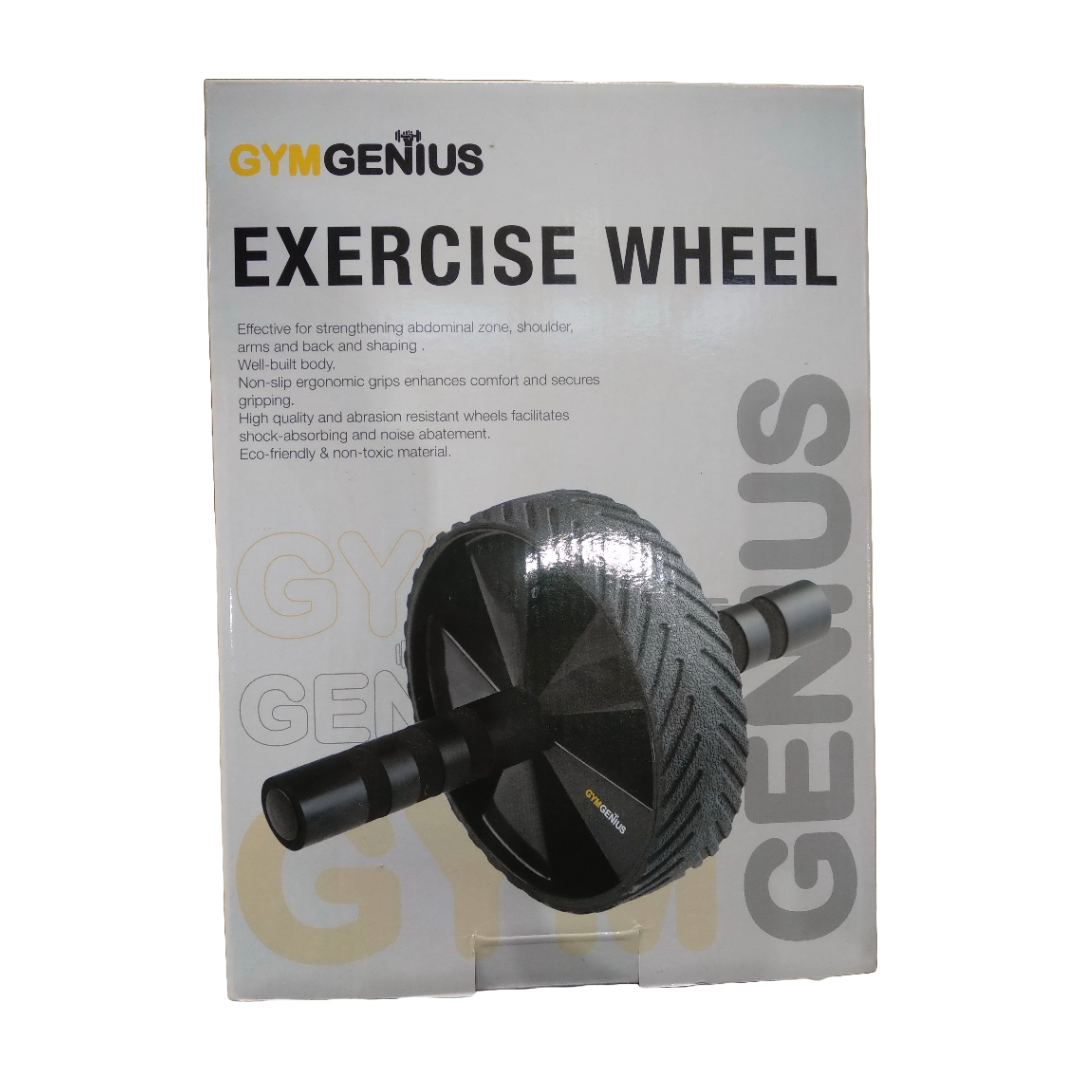 GYMGENIUS
EXERCISE WHEEL
Effective for strengthening abdominal zone, shoulder,
arms and back and shaping .
Well-built body.
Non-slip ergonomic grips enhances comfort and secures
gripping.
High quality and abrasion resistant wheels facilitates
shock-absorbing and noise abatement.
Eco-friendly & non-toxic material.
GY
GEN
GYM
GENIUS
GYMGENIUS